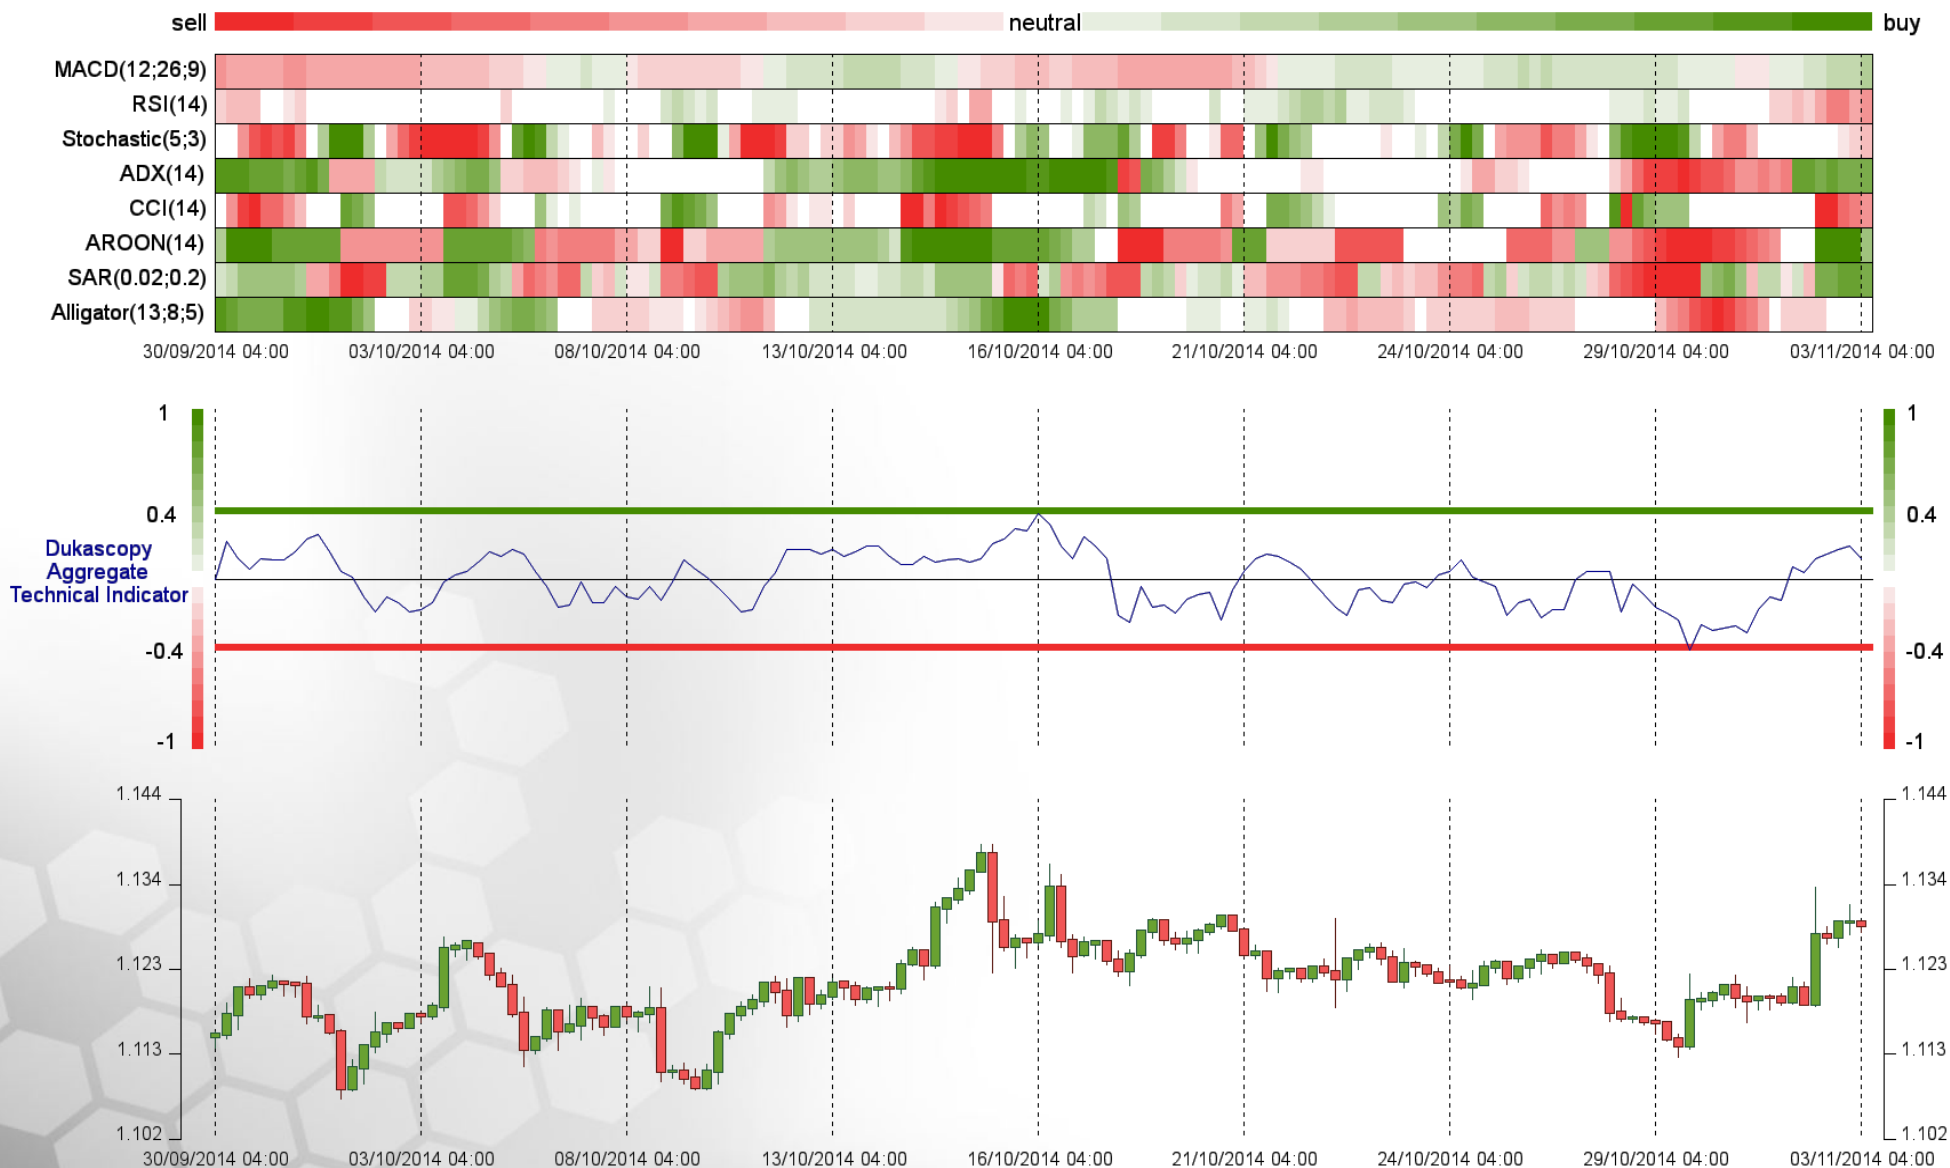 sell neutral buy
MACD(12;26;9)
RSI(14)
Stochastic(5;3)
ADX(14)
CCI(14)
AROON(14)
SAR(0.02;0.2)
Alligator(13;8;5)
30/09/2014 04:00 03/10/2014 04:00 08/10/2014 04:00 13/10/2014 04:00 16/10/2014 04:00 21/10/2014 04:00 24/10/2014 04:00 29/10/2014 04:00 03/11/2014 04:00
1 1
0.4 0.4
Dukascopy
Aggregate
Technical Indicator
-0.4 -0.4
-1 -1
1.144 1.144
1.134 1.134
1.123 1.123
1.113 1.113
1.102 1.102
30/09/2014 04:00 03/10/2014 04:00 08/10/2014 04:00 13/10/2014 04:00 16/10/2014 04:00 21/10/2014 04:00 24/10/2014 04:00 29/10/2014 04:00 03/11/2014 04:00